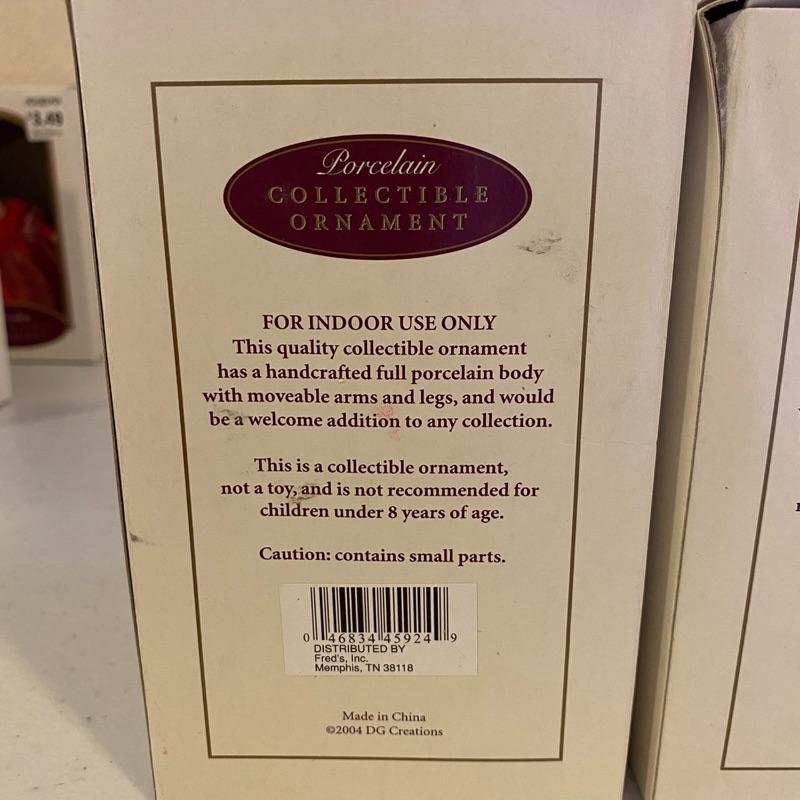 3.49
Porcelain
COLLECTIBLE
ORNAMENT
FOR INDOOR USE ONLY
This quality collectible ornament
has a handcrafted full porcelain body
with moveable arms and legs, and would
be a welcome addition to any collection.
This is a collectible ornament,
not a toy, and is not recommended for
children under 8 years of age.
Caution: contains small parts.
0 46834 45924 9
DISTRIBUTED BY
Fred's, Inc.
Memphis, TN 38118
Made in China
©2004 DG Creations